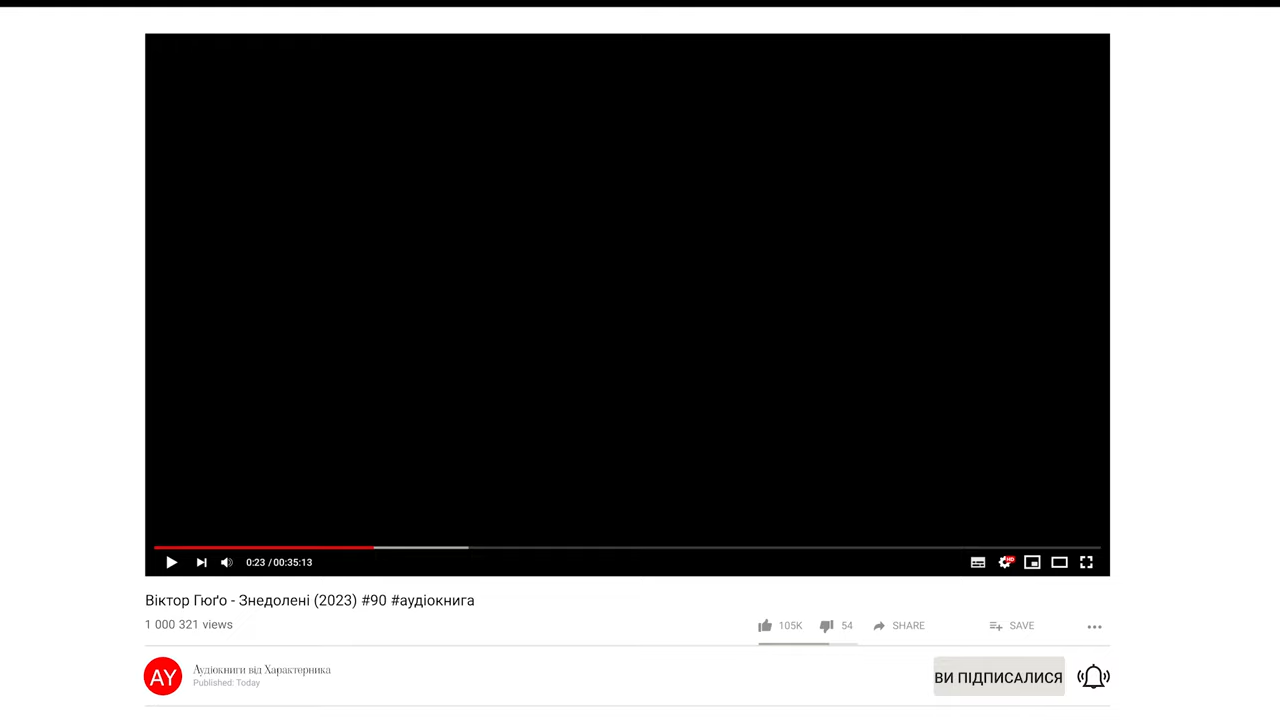 0:23 / 00:35:13
HD
Віктор Гюґо - Знедолені (2023) #90 #аудіокнига
1 000 321 views
105K 54 SHARE SAVE
AY
Аудіокниги від Характерника
Published: Today
ВИ ПІДПИСАЛИСЯ